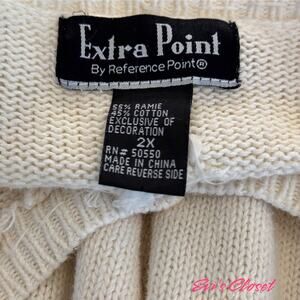 Extra Point
By Reference Point®
55% RAMIE
45% COTTON
EXCLUSIVE OF
DECORATION
2X
RN# 50550
MADE IN CHINA
CARE REVERSE SIDE
Evi's Closet